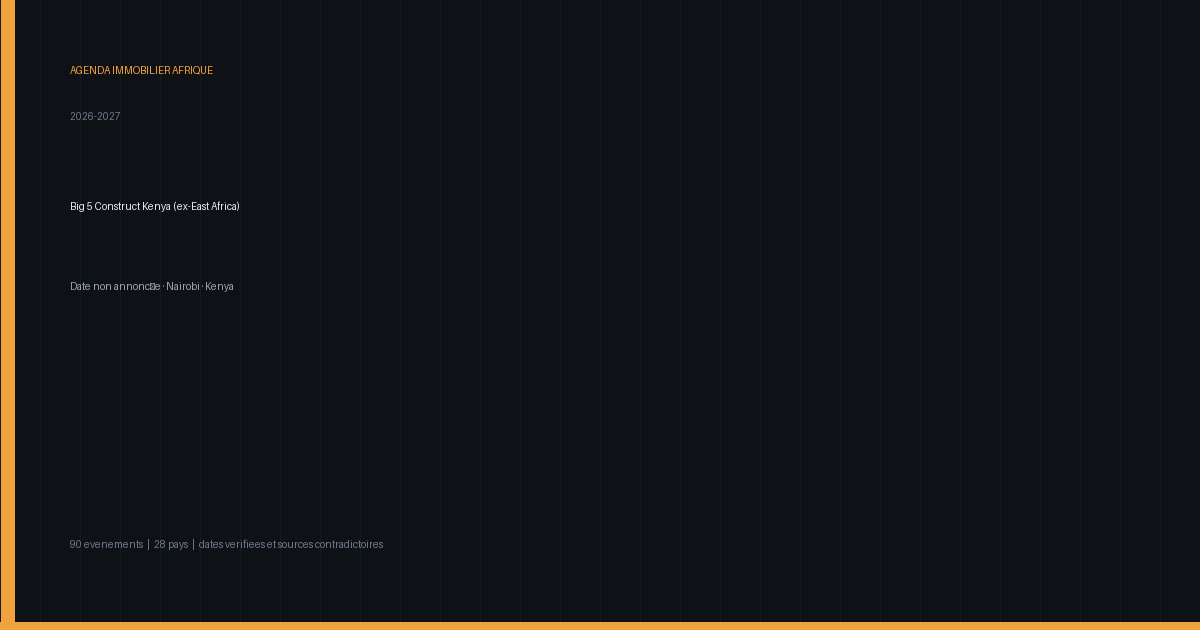 AGENDA IMMOBILIER AFRIQUE
2026-2027
Big 5 Construct Kenya (ex-East Africa)
Date non annonc▯e · Nairobi · Kenya
90 evenements | 28 pays | dates verifiees et sources contradictoires